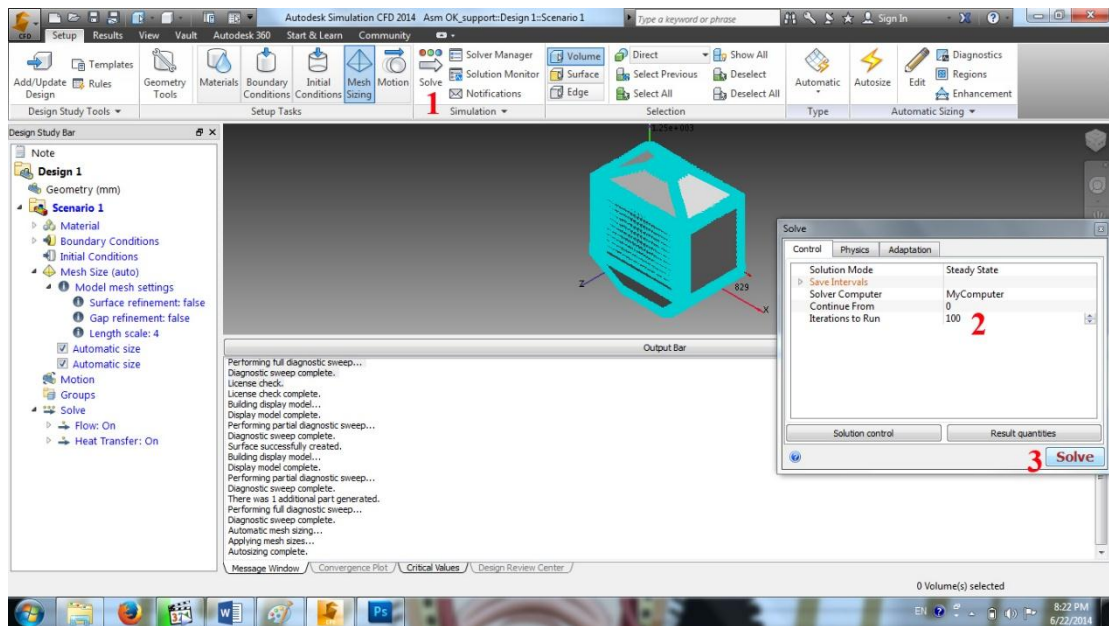 Autodesk Simulation CFD 2014 Asm OK_support::Design 1::Scenario 1
Type a keyword or phrase
Sign In
CFD
Setup Results View Vault Autodesk 360 Start & Learn Community
Add/Update Design
Templates
Rules
Geometry Tools
Materials
Boundary Conditions
Initial Conditions
Mesh Sizing
Motion
Solve
1
Solver Manager
Solution Monitor
Notifications
Volume
Surface
Edge
Direct
Select Previous
Select All
Show All
Deselect
Deselect All
Automatic
Autosize
Edit
Diagnostics
Regions
Enhancement
Design Study Tools
Setup Tasks
Simulation
Selection
Type
Automatic Sizing
Design Study Bar
Note
Design 1
Geometry (mm)
Scenario 1
Material
Boundary Conditions
Initial Conditions
Mesh Size (auto)
Model mesh settings
Surface refinement: false
Gap refinement: false
Length scale: 4
Automatic size
Automatic size
Motion
Groups
Solve
Flow: On
Heat Transfer: On
1.25e+003
Z
829
X
Solve
Control Physics Adaptation
Solution Mode Steady State
Save Intervals
Solver Computer MyComputer
Continue From 0
Iterations to Run 100
2
Solution control
Result quantities
3
Solve
Output Bar
Performing full diagnostic sweep...
Diagnostic sweep complete.
License check.
License check complete.
Building display model...
Display model complete.
Performing partial diagnostic sweep...
Diagnostic sweep complete.
Surface successfully created.
Building display model...
Display model complete.
Performing partial diagnostic sweep...
Diagnostic sweep complete.
There was 1 additional part generated.
Performing full diagnostic sweep...
Diagnostic sweep complete.
Automatic mesh sizing...
Applying mesh sizes...
Autosizing complete.
Message Window
Convergence Plot
Critical Values
Design Review Center
0 Volume(s) selected
W
Ps
EN
8:22 PM
6/22/2014